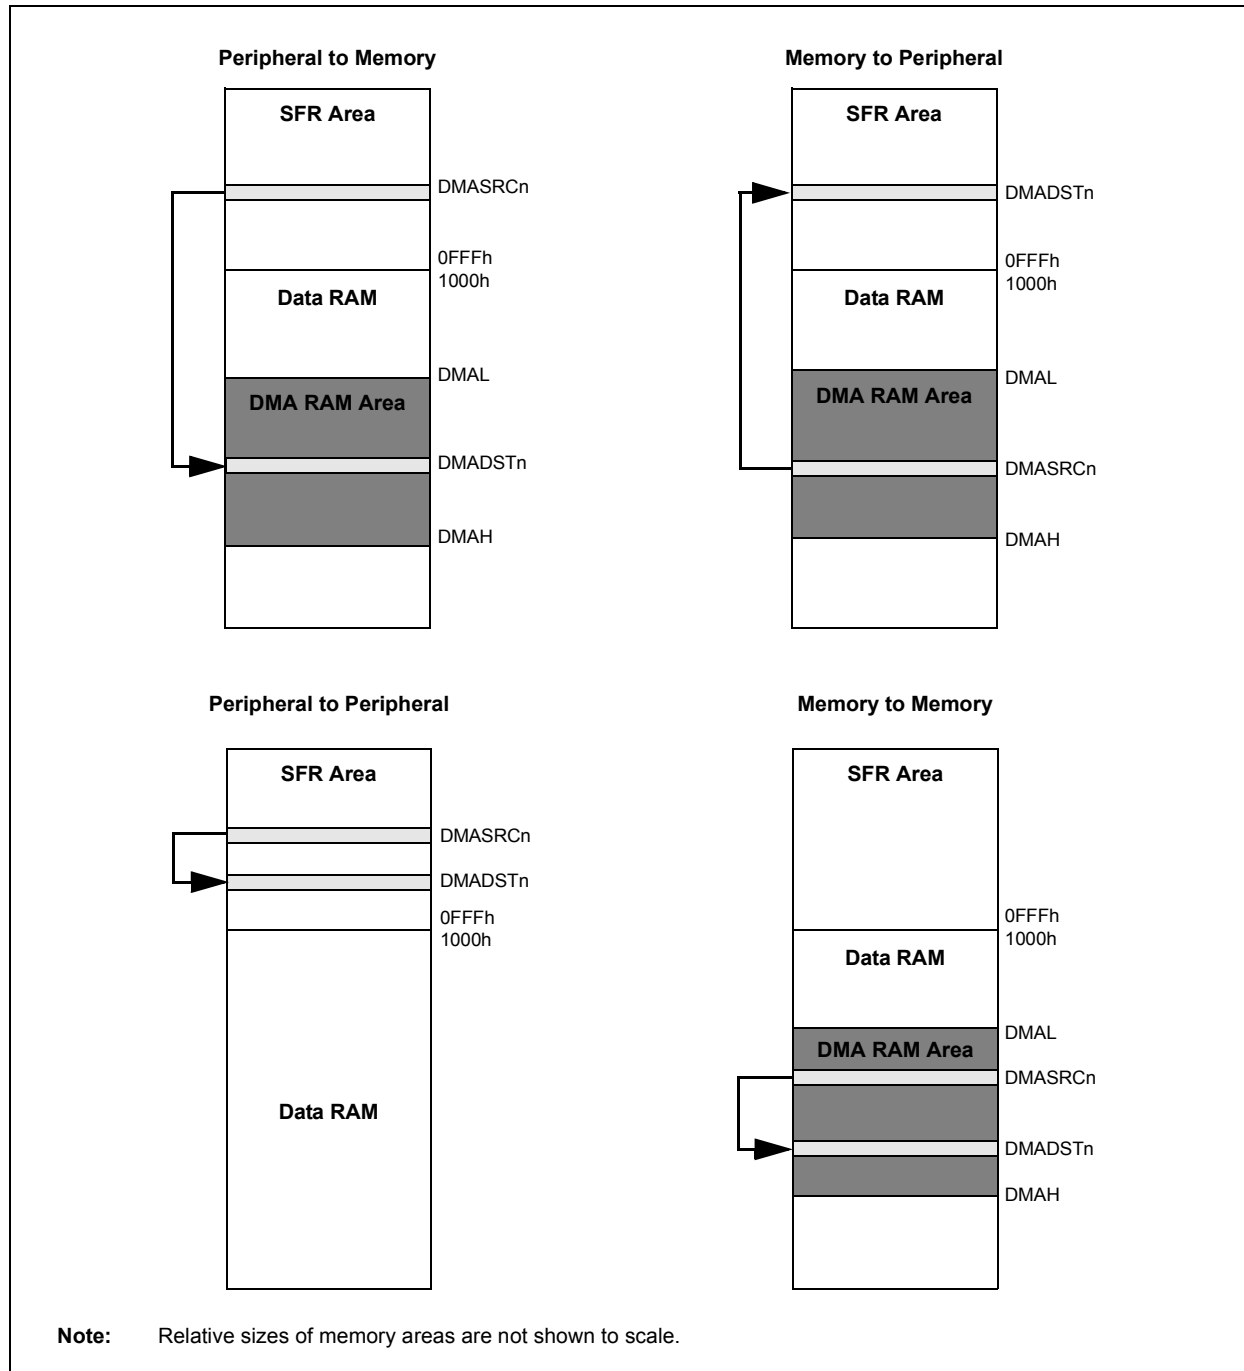 Peripheral to Memory
SFR Area
DMASRCn
0FFFh
1000h
Data RAM
DMAL
DMA RAM Area
DMADSTn
DMAH
Memory to Peripheral
SFR Area
DMADSTn
0FFFh
1000h
Data RAM
DMAL
DMA RAM Area
DMASRCn
DMAH
Peripheral to Peripheral
SFR Area
DMASRCn
DMADSTn
0FFFh
1000h
Data RAM
Memory to Memory
SFR Area
0FFFh
1000h
Data RAM
DMAL
DMA RAM Area
DMASRCn
DMADSTn
DMAH
Note: Relative sizes of memory areas are not shown to scale.